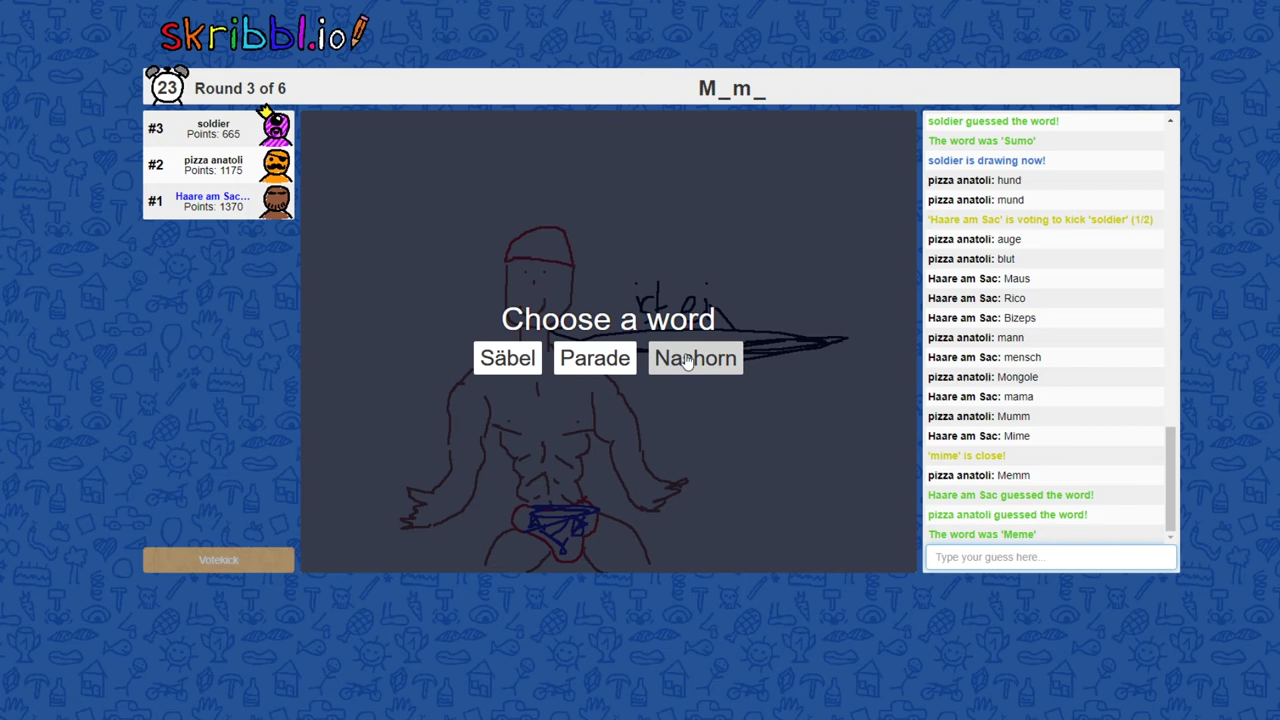 skribbl.io
23
Round 3 of 6
M_m_
#3
soldier
Points: 665
#2
pizza anatoli
Points: 1175
#1
Haare am Sac...
Points: 1370
Votekick
Choose a word
Säbel
Parade
soldier guessed the word!
The word was 'Sumo'
soldier is drawing now!
pizza anatoli: hund
pizza anatoli: mund
'Haare am Sac' is voting to kick 'soldier' (1/2)
pizza anatoli: auge
pizza anatoli: blut
Haare am Sac: Maus
Haare am Sac: Rico
Haare am Sac: Bizeps
pizza anatoli: mann
Haare am Sac: mensch
pizza anatoli: Mongole
Haare am Sac: mama
pizza anatoli: Mumm
Haare am Sac: Mime
'mime' is close!
pizza anatoli: Memm
Haare am Sac guessed the word!
pizza anatoli guessed the word!
The word was 'Meme'
Type your guess here...